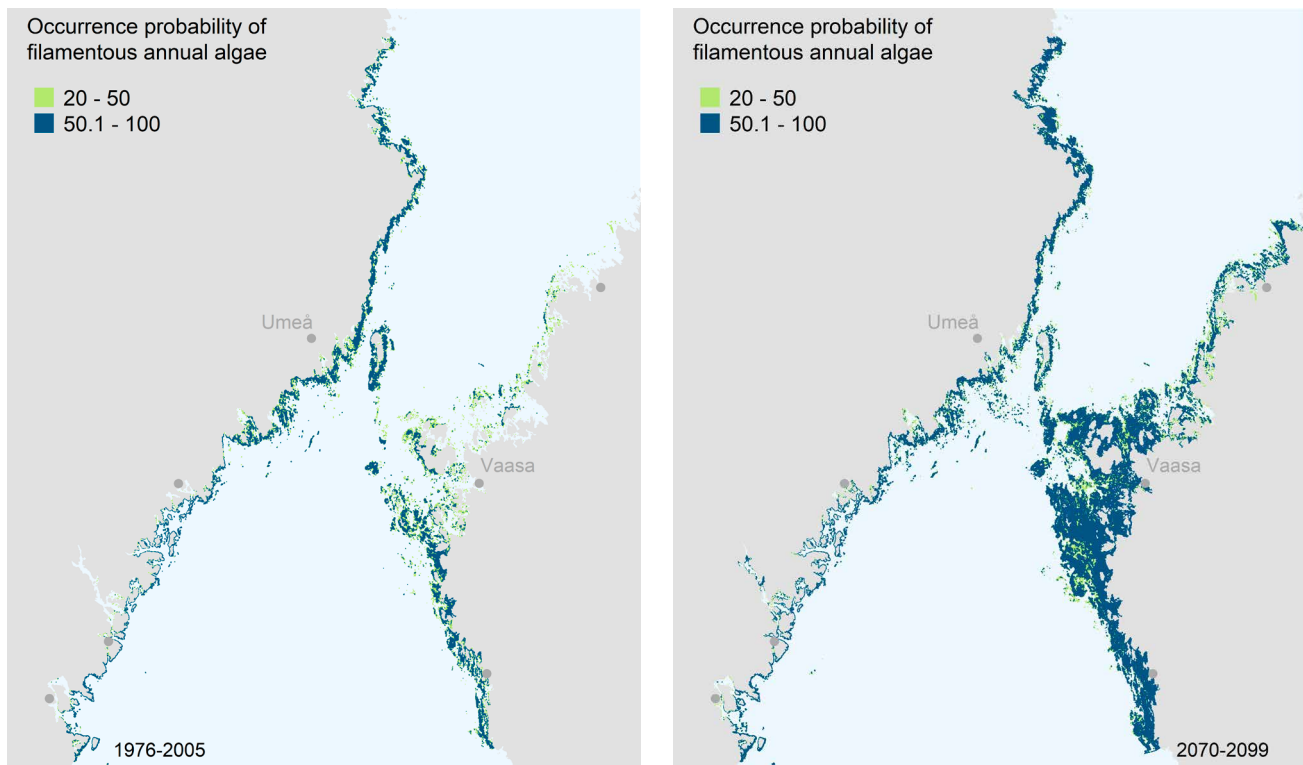 Occurrence probability of
filamentous annual algae
20 - 50
50.1 - 100
Umeå
Vaasa
1976-2005
Occurrence probability of
filamentous annual algae
20 - 50
50.1 - 100
Umeå
Vaasa
2070-2099